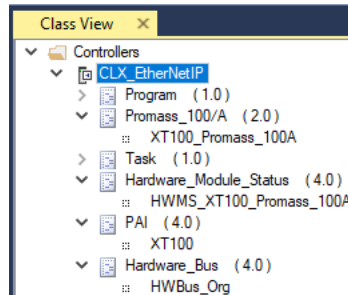 Class View
Controllers
CLX_EtherNetIP
Program (1.0)
Promass_100/A (2.0)
XT100_Promass_100A
Task (1.0)
Hardware_Module_Status (4.0)
HWMS_XT100_Promass_100A
PAI (4.0)
XT100
Hardware_Bus (4.0)
HWBus_Org